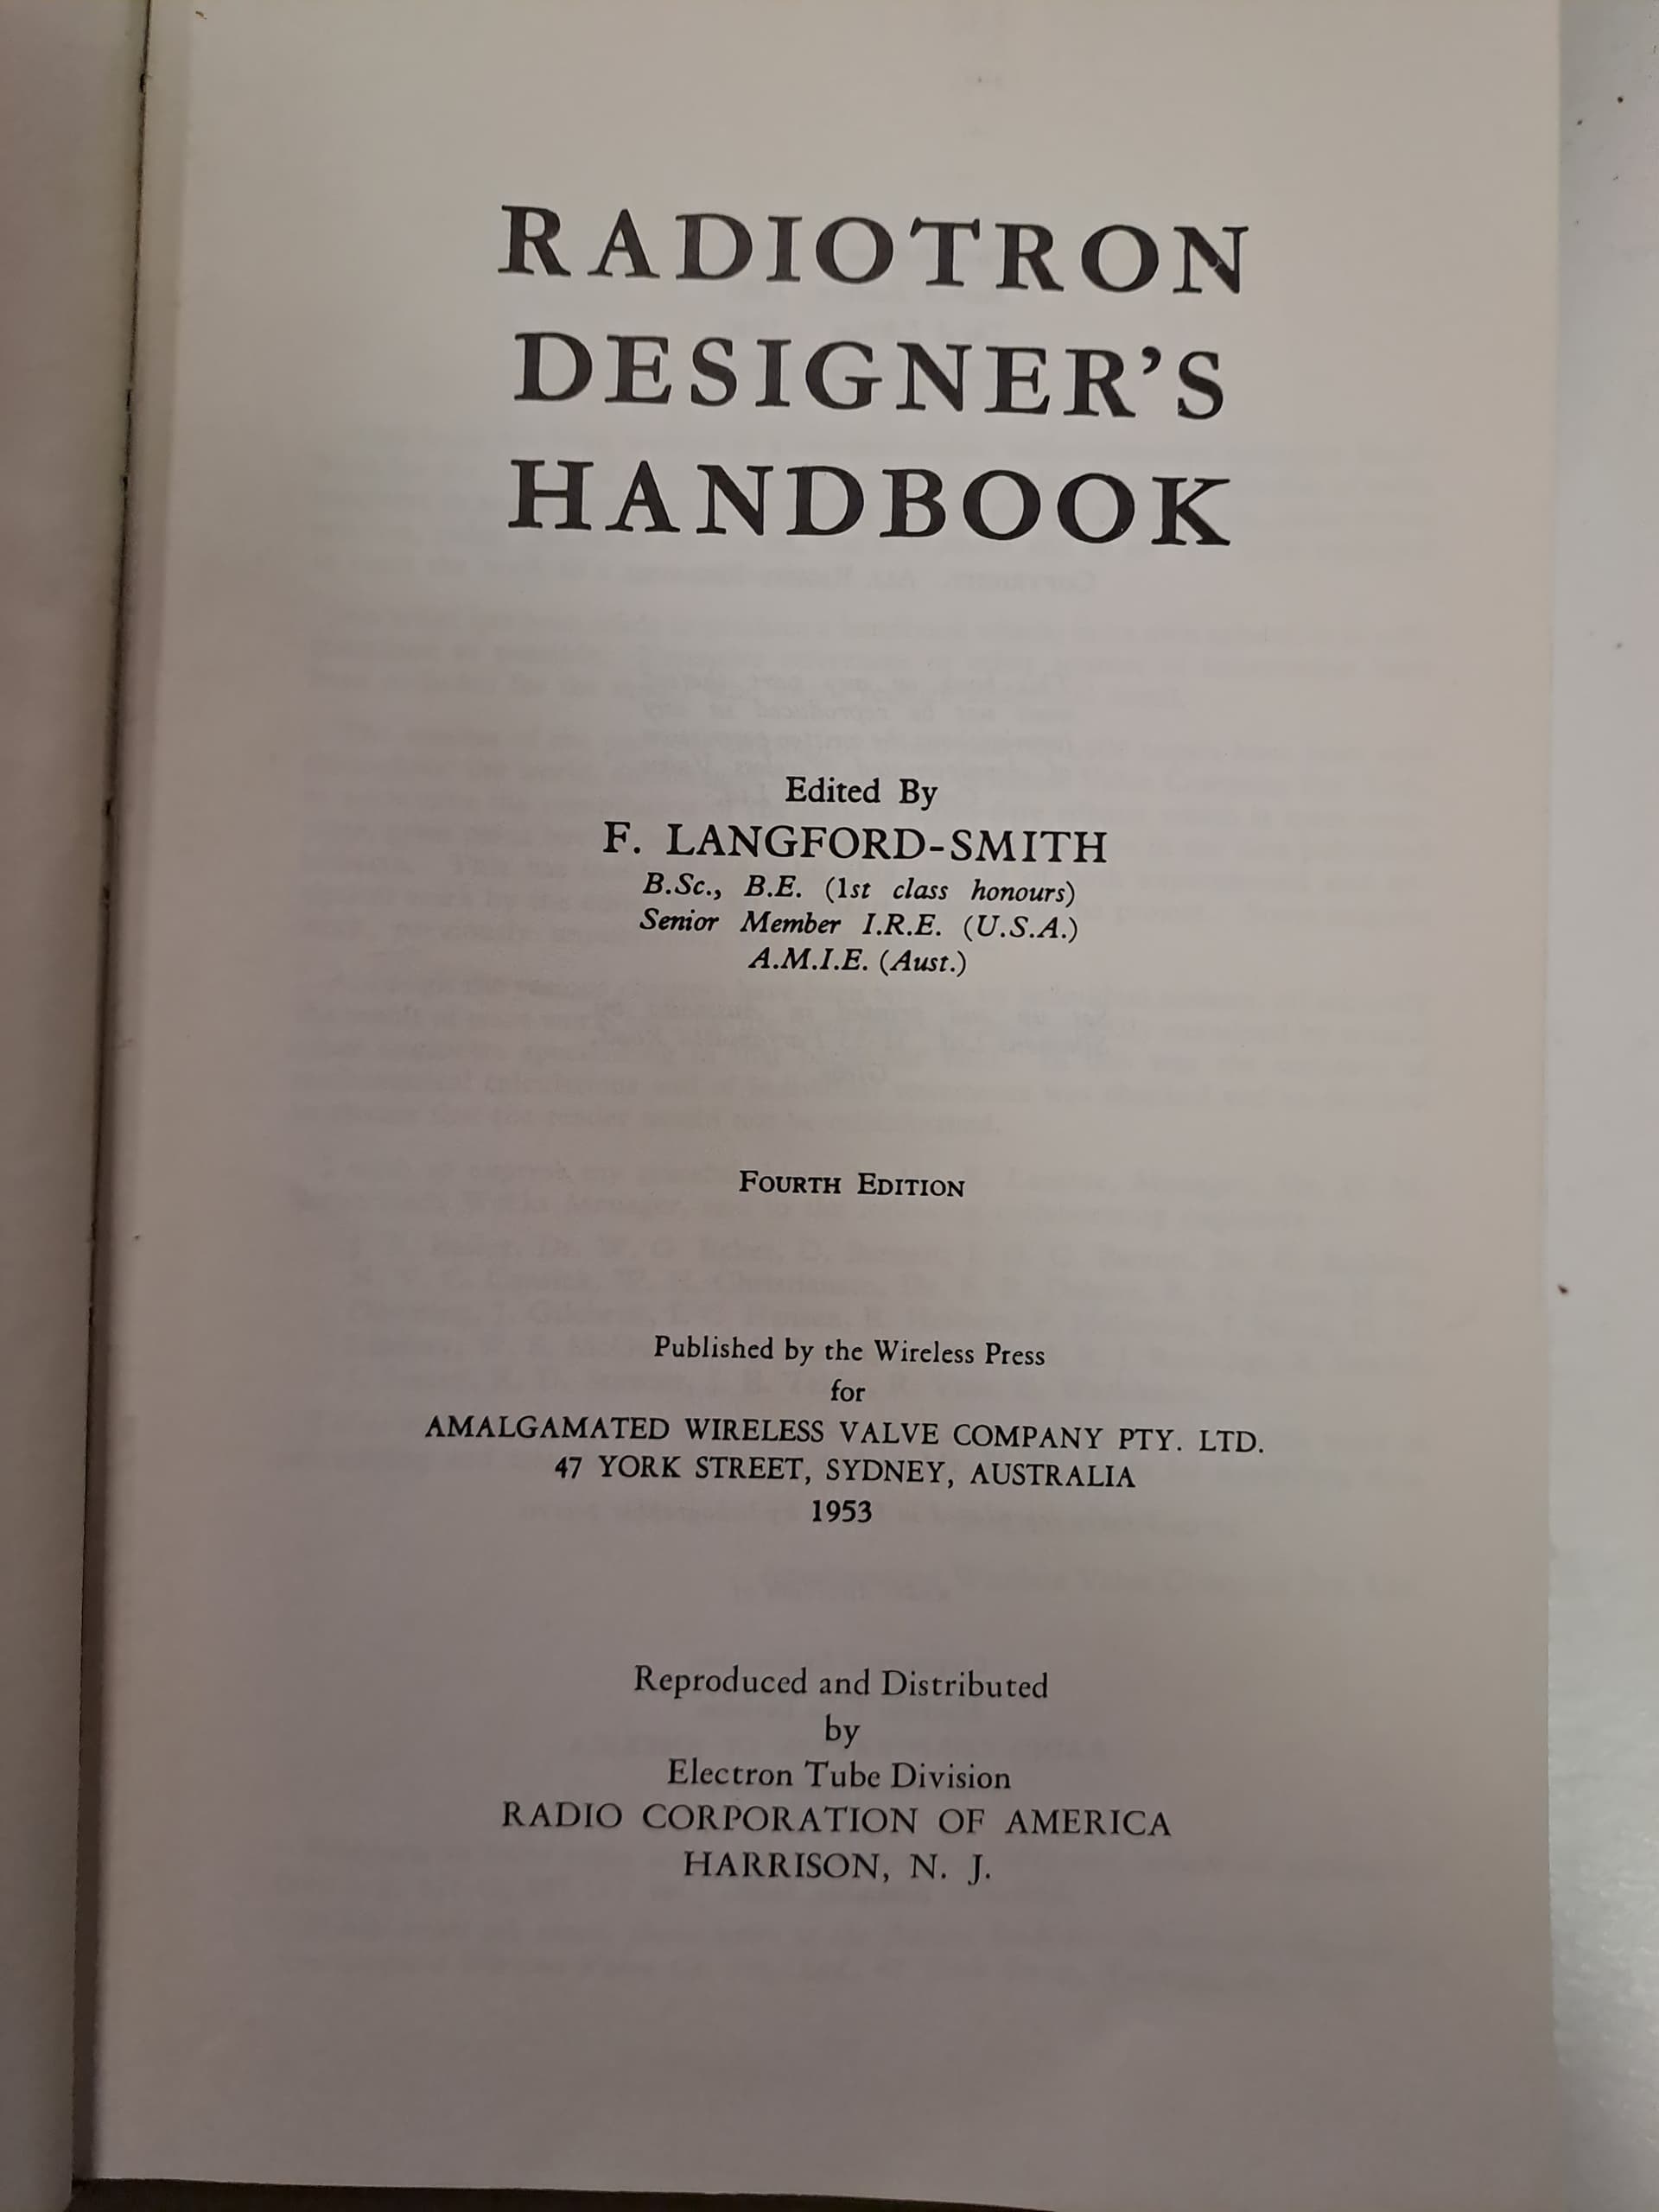 RADIOTRON
DESIGNER'S
HANDBOOK
Edited By
F. LANGFORD-SMITH
B.Sc., B.E. (1st class honours)
Senior Member I.R.E. (U.S.A.)
A.M.I.E. (Aust.)
FOURTH EDITION
Published by the Wireless Press
for
AMALGAMATED WIRELESS VALVE COMPANY PTY. LTD.
47 YORK STREET, SYDNEY, AUSTRALIA
1953
Reproduced and Distributed
by
Electron Tube Division
RADIO CORPORATION OF AMERICA
HARRISON, N. J.